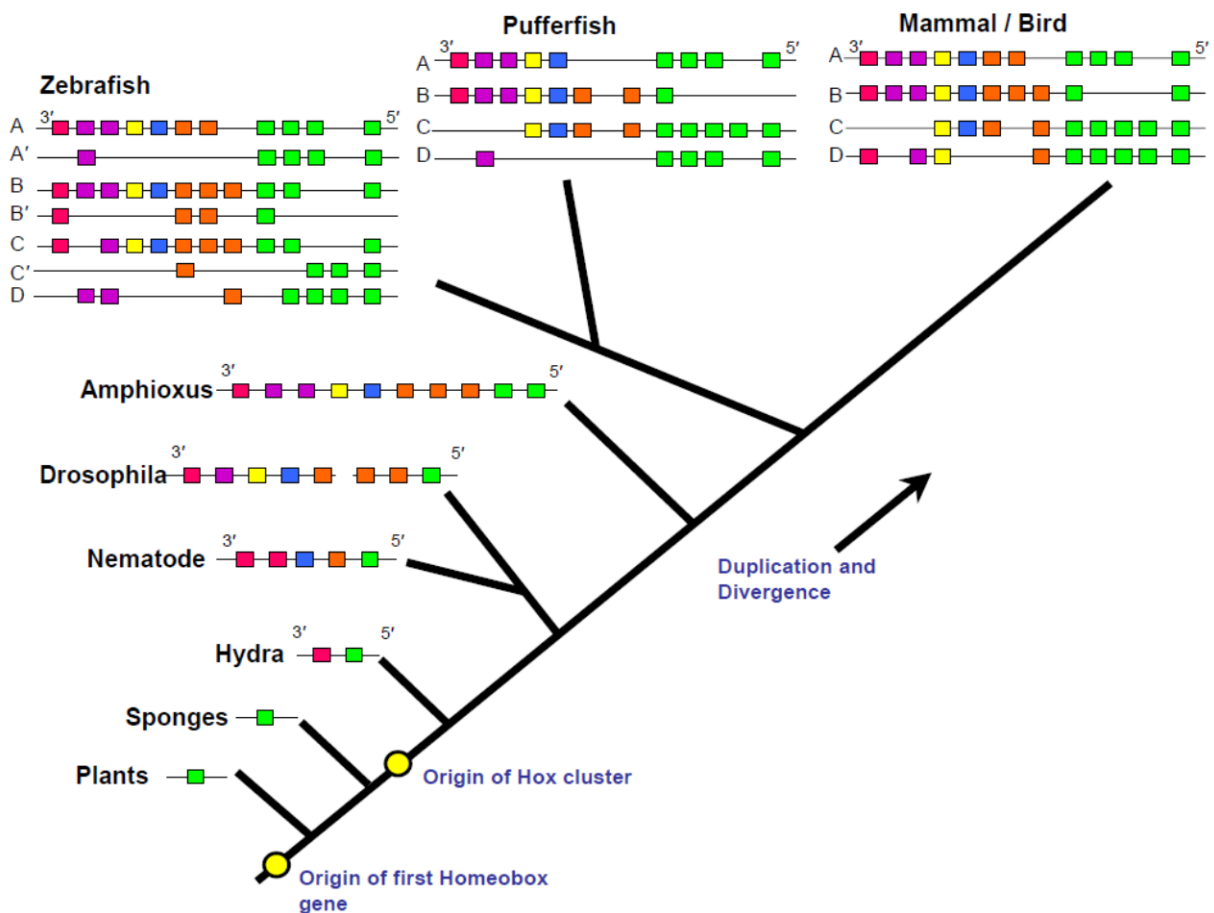 Pufferfish
3′ 5′
A
B
C
D
Mammal / Bird
3′ 5′
A
B
C
D
Zebrafish
3′ 5′
A
A′
B
B′
C
C′
D
Amphioxus 3′ 5′
Drosophila 3′ 5′
Nematode 3′ 5′
Hydra 3′ 5′
Sponges
Plants
Duplication and
Divergence
Origin of Hox cluster
Origin of first Homeobox
gene